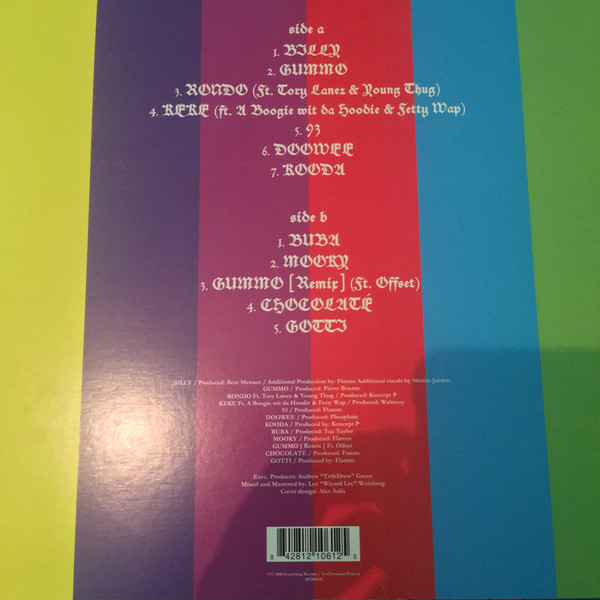 side a
1. BILLY
2. GUMMO
3. RONDO (Ft. Tory Lanez & Young Thug)
4. KEKE (ft. A Boogie wit da Hoodie & Fetty Wap)
5. 93
6. DOOWEE
7. KOODA
side b
1. BUBA
2. MOOKY
3. GUMMO [Remix] (Ft. Offset)
4. CHOCOLATÉ
5. GOTTI
BILLY / Produced: Beat Menace / Additional Production by: Flamm Additional vocals by Jordan
GUMMO / Produced: Pierre Bourne
RONDO Ft. Tory Lanez & Young Thug / Produced: Koncept P
KEKE Ft. A Boogie wit da Hoodie & Fetty Wap / Produced:
93 / Produced: Flamm
DOOWEE / Produced: Phosphate
KOODA / Produced by: Koncept P
BUBA / Produced: Taz Taylor
MOOKY / Produced: Flamm
GUMMO [ Remix ] Ft. Offset
CHOCOLATÉ / Produced:
GOTTI / Produced by: Flamm
Exec. Producer: Andrew "TrifeDrew" Green
Mixed and Mastered by: Lee "Wizard Lee" Weinberg
Cover design: Alex Solis
8 42812 10612 5